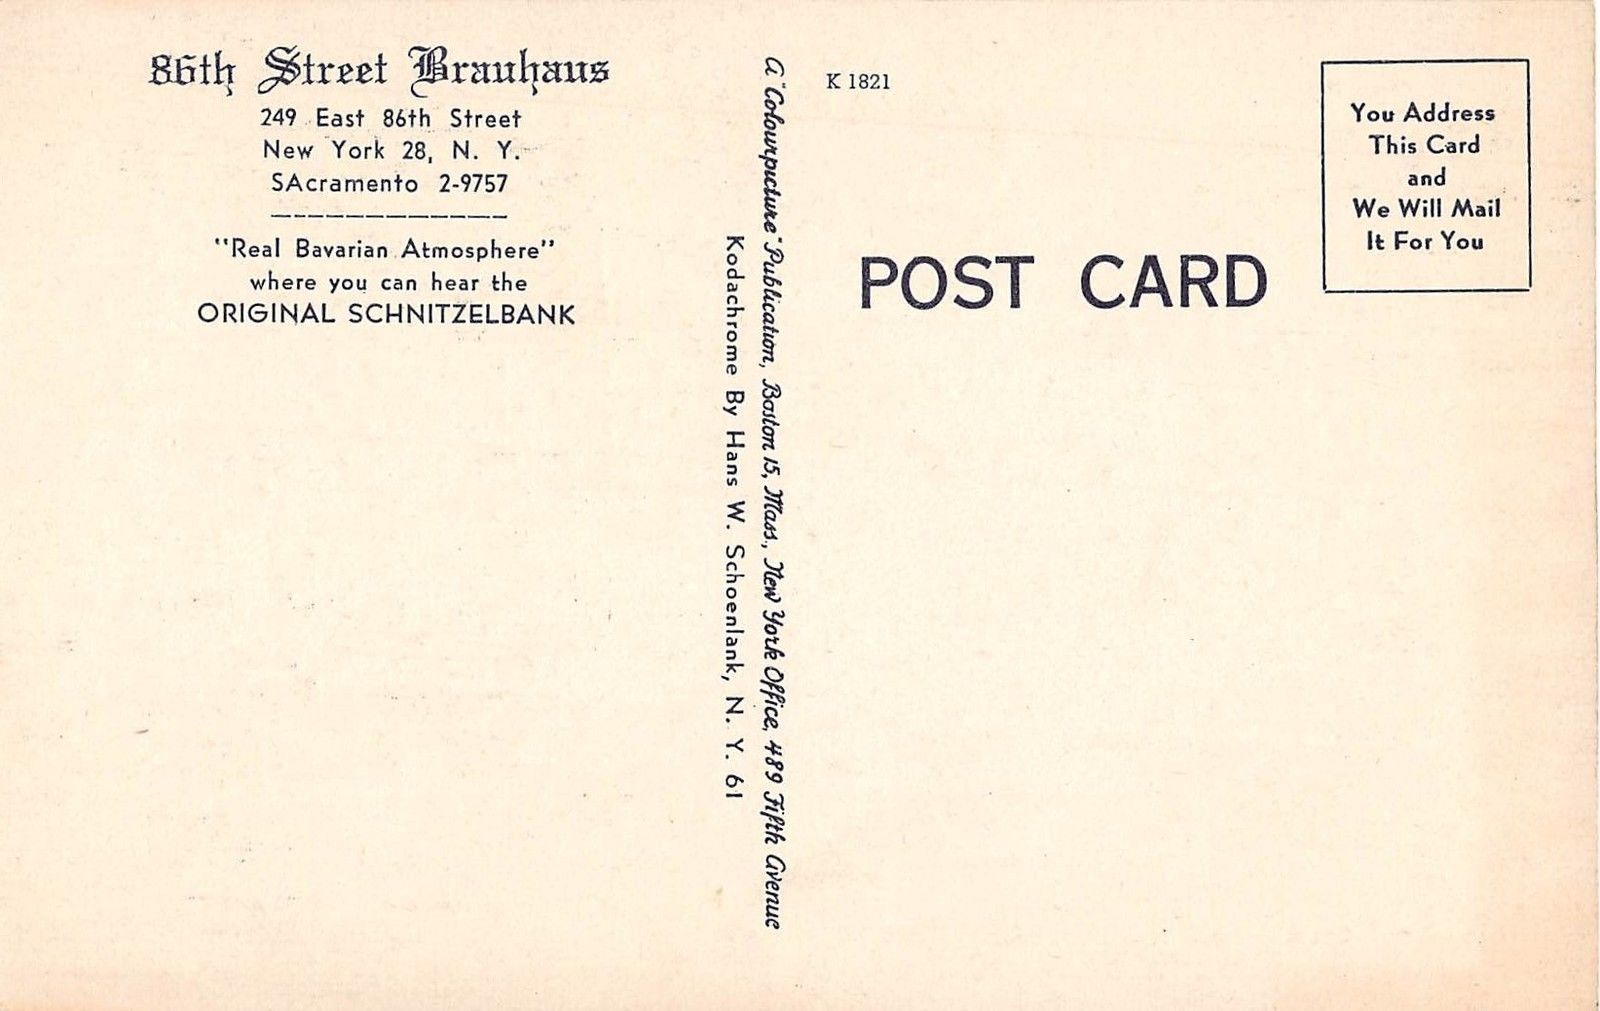 86th Street Brauhaus
249 East 86th Street
New York 28, N. Y.
SAcramento 2-9757
"Real Bavarian Atmosphere"
where you can hear the
ORIGINAL SCHNITZELBANK
A "Colourpicture" Publication, Boston 15, Mass., New York Office, 489 Fifth Avenue
Kodachrome By Hans W. Schoenlank, N. Y. 61
K 1821
POST CARD
You Address
This Card
and
We Will Mail
It For You